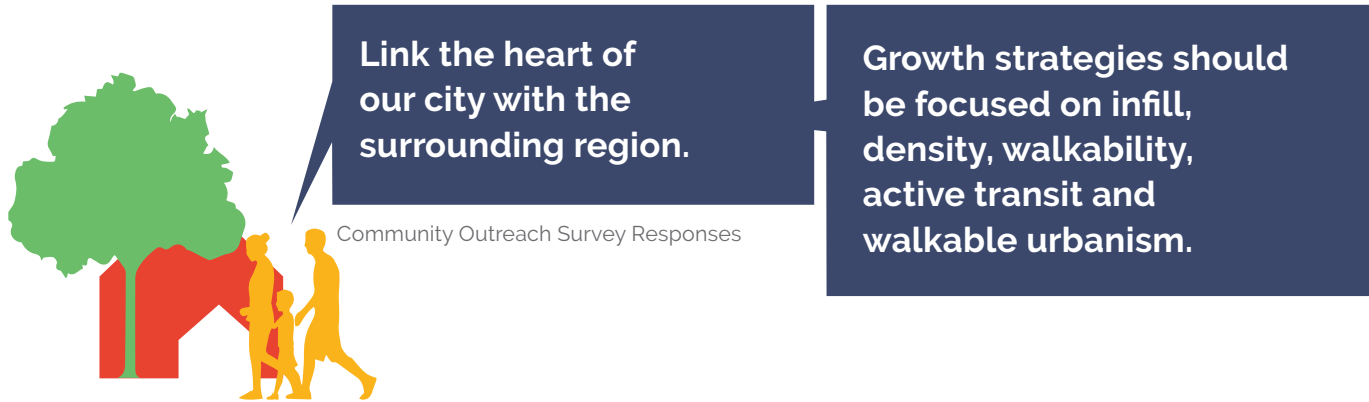 Link the heart of
our city with the
surrounding region.
Community Outreach Survey Responses
Growth strategies should
be focused on infill,
density, walkability,
active transit and
walkable urbanism.